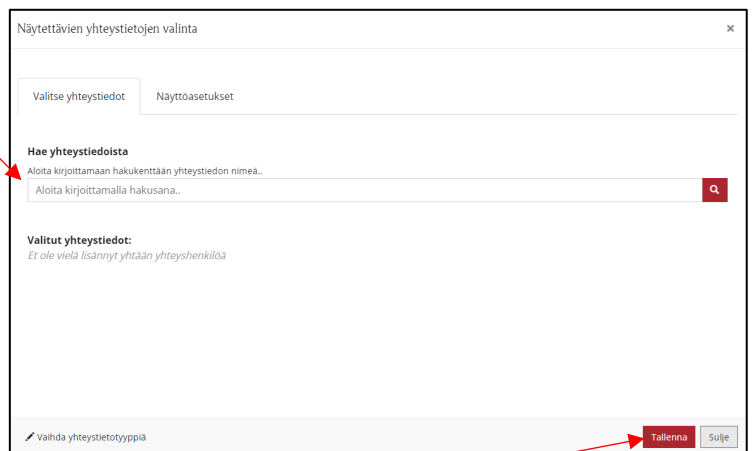 Näytettävien yhteystietojen valinta ×
Valitse yhteystiedot Näyttöasetukset
Hae yhteystiedoista
Aloita kirjoittamaan hakukenttään yhteystiedon nimeä..
Aloita kirjoittamalla hakusana..
Valitut yhteystiedot:
Et ole vielä lisännyt yhtään yhteyshenkilöä
Vaihda yhteystietotyyppiä Tallenna Sulje